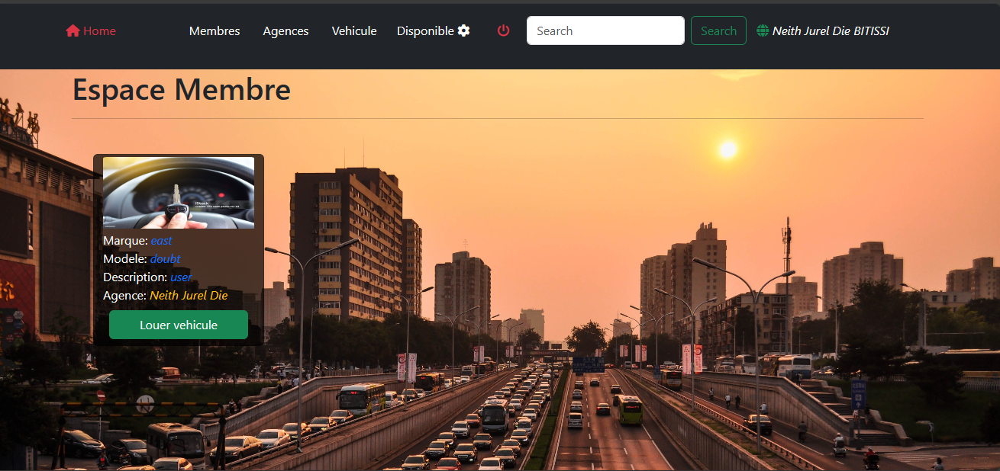 Home Membres Agences Vehicule Disponible Search Search Neith Jurel Die BITISSI
Espace Membre
iStock
Marque: east
Modele: doubt
Description: user
Agence: Neith Jurel Die
Louer vehicule